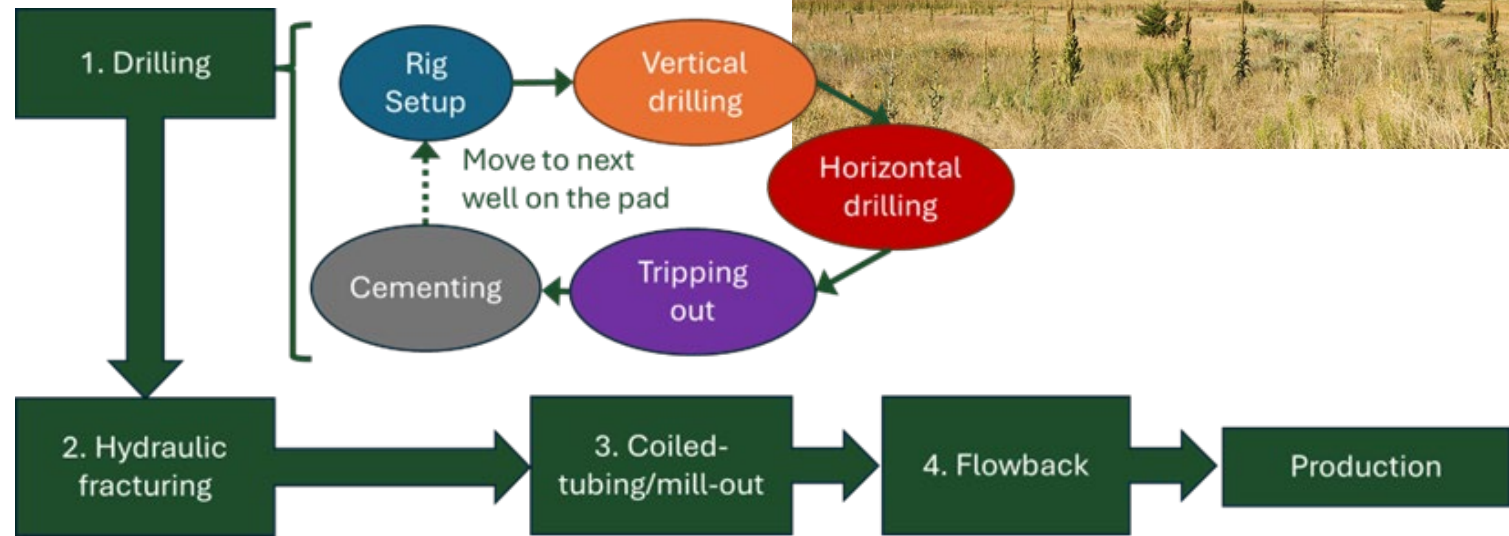 1. Drilling
Rig
Setup
Vertical
drilling
Horizontal
drilling
Move to next
well on the pad
Cementing
Tripping
out
2. Hydraulic
fracturing
3. Coiled-
tubing/mill-out
4. Flowback
Production